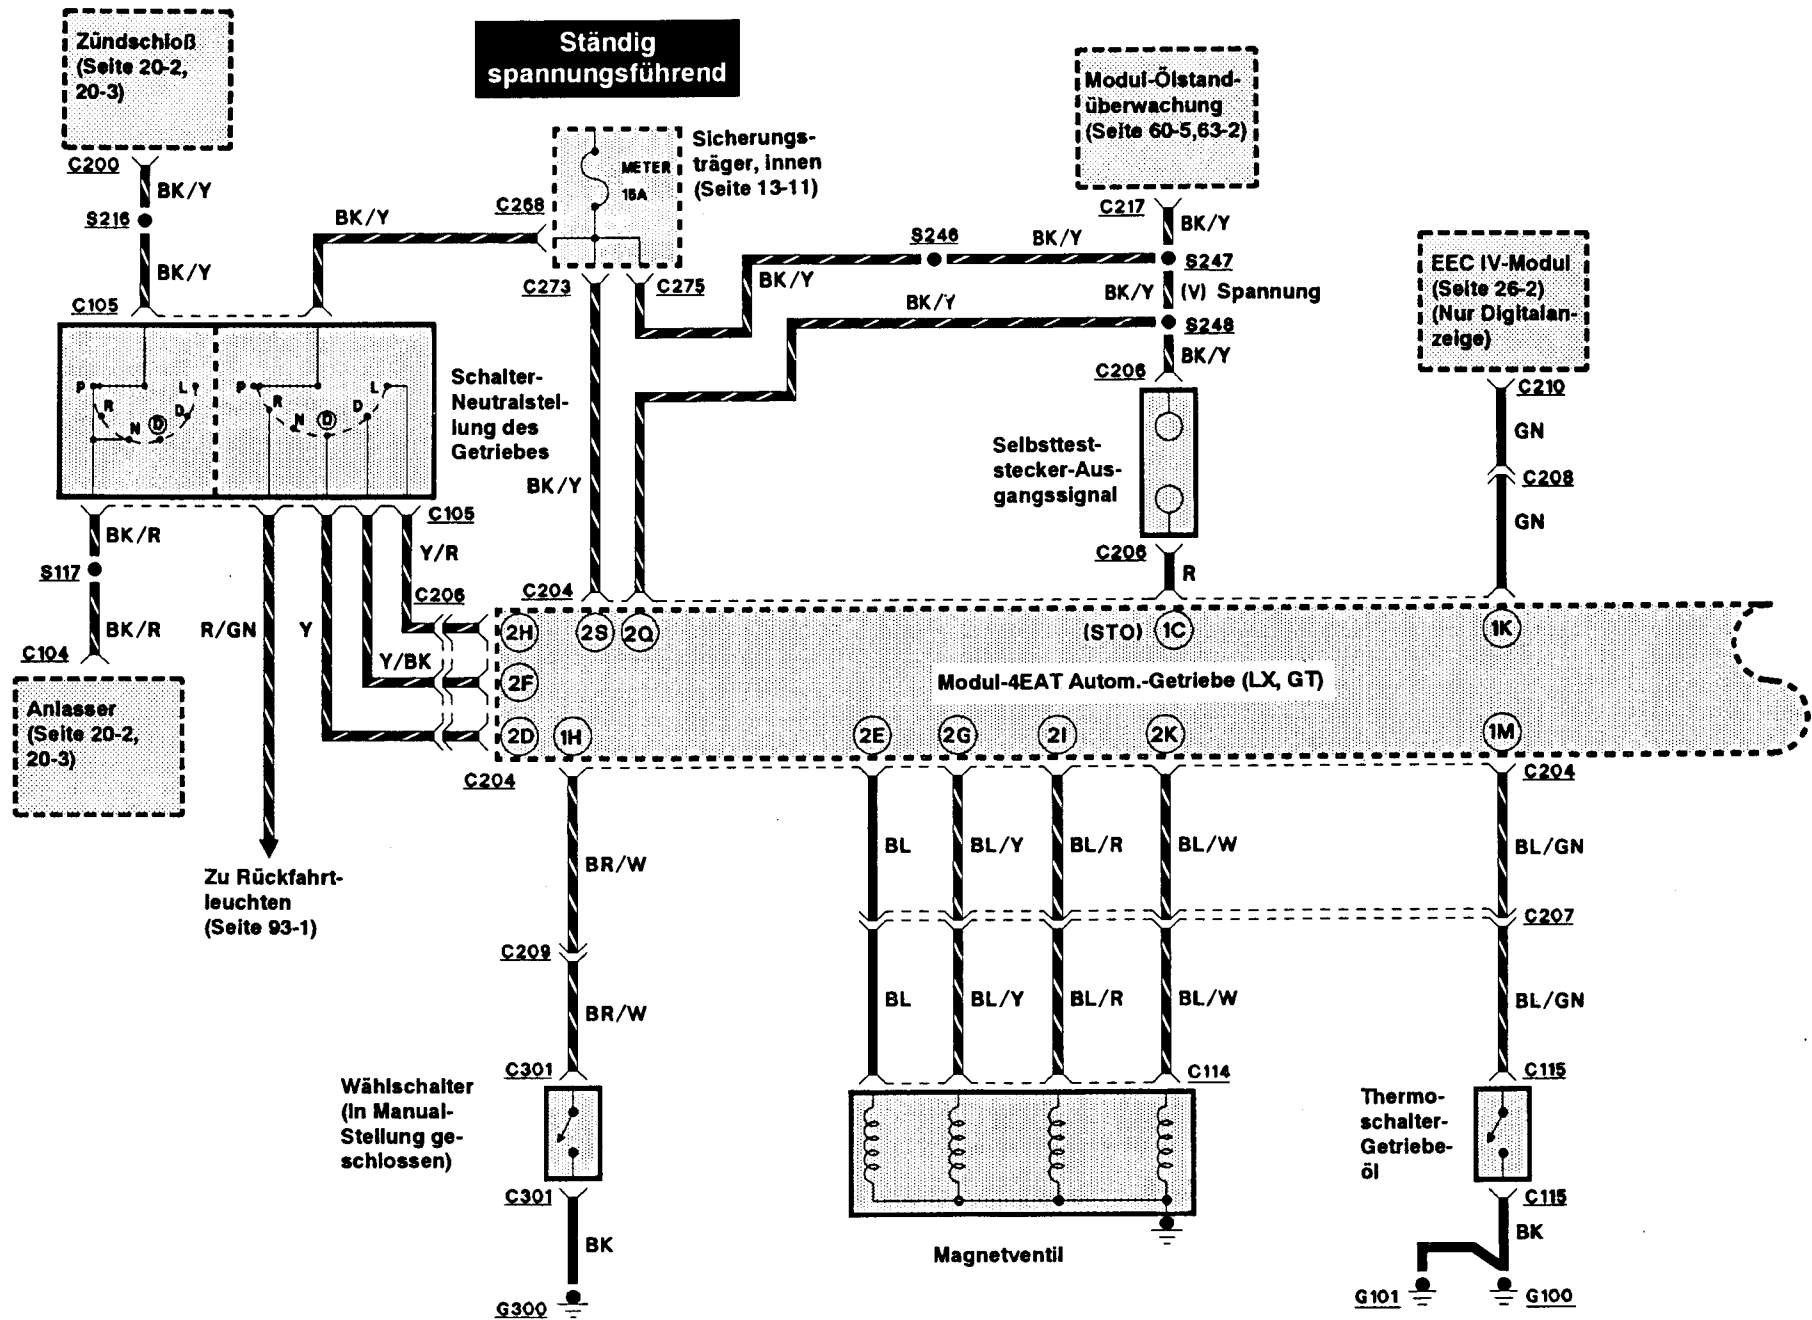 Zündschloß
(Seite 20-2,
20-3)
Ständig
spannungsführend
Modul-Ölstand-
überwachung
(Seite 60-5,63-2)
Sicherungs-
träger, innen
(Seite 13-11)
METER
15A
C200
BK/Y
S216
BK/Y
C105
BK/Y
C268
C273
C275
BK/Y
S246
BK/Y
BK/Y
C217
BK/Y
S247
BK/Y
(V) Spannung
S248
BK/Y
C206
EEC IV-Modul
(Seite 26-2)
(Nur Digitalan-
zeige)
C210
GN
C208
GN
P
R
N
D
D
L
P
R
N
D
D
L
Schalter-
Neutralstel-
lung des
Getriebes
BK/Y
Selbsttest-
stecker-Aus-
gangssignal
C206
R
BK/R
S117
BK/R
C104
R/GN
Y
C105
Y/R
C206
Y/BK
C204
Anlasser
(Seite 20-2,
20-3)
2H
2S
2Q
(STO)
1C
1K
2F
Modul-4EAT Autom.-Getriebe (LX, GT)
2D
1H
2E
2G
2I
2K
1M
C204
C204
Zu Rückfahrt-
leuchten
(Seite 93-1)
BR/W
BL
BL/Y
BL/R
BL/W
BL/GN
C209
C207
BR/W
BL
BL/Y
BL/R
BL/W
BL/GN
C301
C114
C115
Wählschalter
(In Manual-
Stellung ge-
schlossen)
Thermo-
schalter-
Getriebe-
öl
C301
C115
BK
Magnetventil
BK
G300
G101
G100